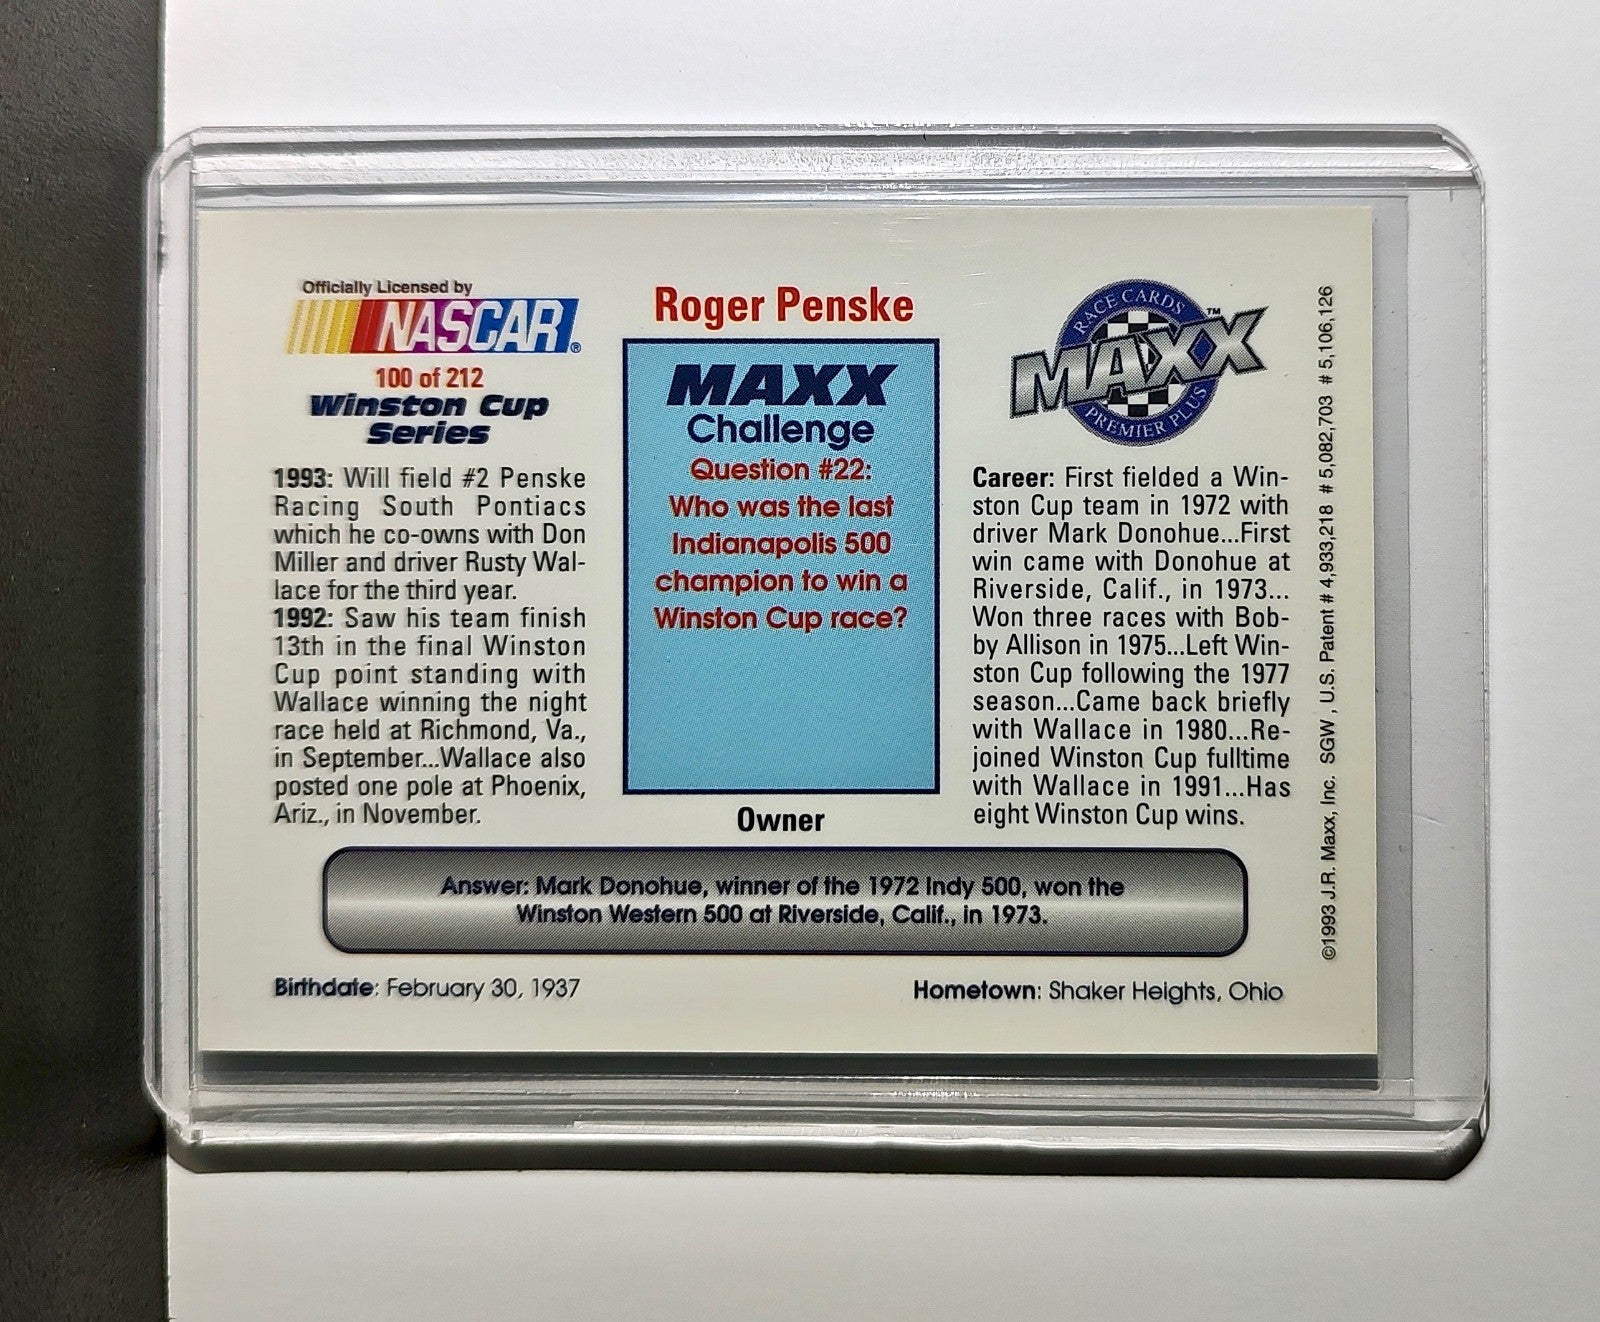 Officially Licensed by
NASCAR®
100 of 212
Winston Cup
Series
1993: Will field #2 Penske
Racing South Pontiacs
which he co-owns with Don
Miller and driver Rusty Wal-
lace for the third year.
1992: Saw his team finish
13th in the final Winston
Cup point standing with
Wallace winning the night
race held at Richmond, Va.,
in September...Wallace also
posted one pole at Phoenix,
Ariz., in November.
Roger Penske
MAXX
Challenge
Question #22:
Who was the last
Indianapolis 500
champion to win a
Winston Cup race?
Owner
RACE CARDS
MAXX™
PREMIER PLUS
Career: First fielded a Win-
ston Cup team in 1972 with
driver Mark Donohue...First
win came with Donohue at
Riverside, Calif., in 1973...
Won three races with Bob-
by Allison in 1975...Left Win-
ston Cup following the 1977
season...Came back briefly
with Wallace in 1980...Re-
joined Winston Cup fulltime
with Wallace in 1991...Has
eight Winston Cup wins.
Answer: Mark Donohue, winner of the 1972 Indy 500, won the
Winston Western 500 at Riverside, Calif., in 1973.
Birthdate: February 30, 1937
Hometown: Shaker Heights, Ohio
©1993 J.R. Maxx, Inc. SGW, U.S. Patent # 4,933,218 # 5,082,703 # 5,106,126